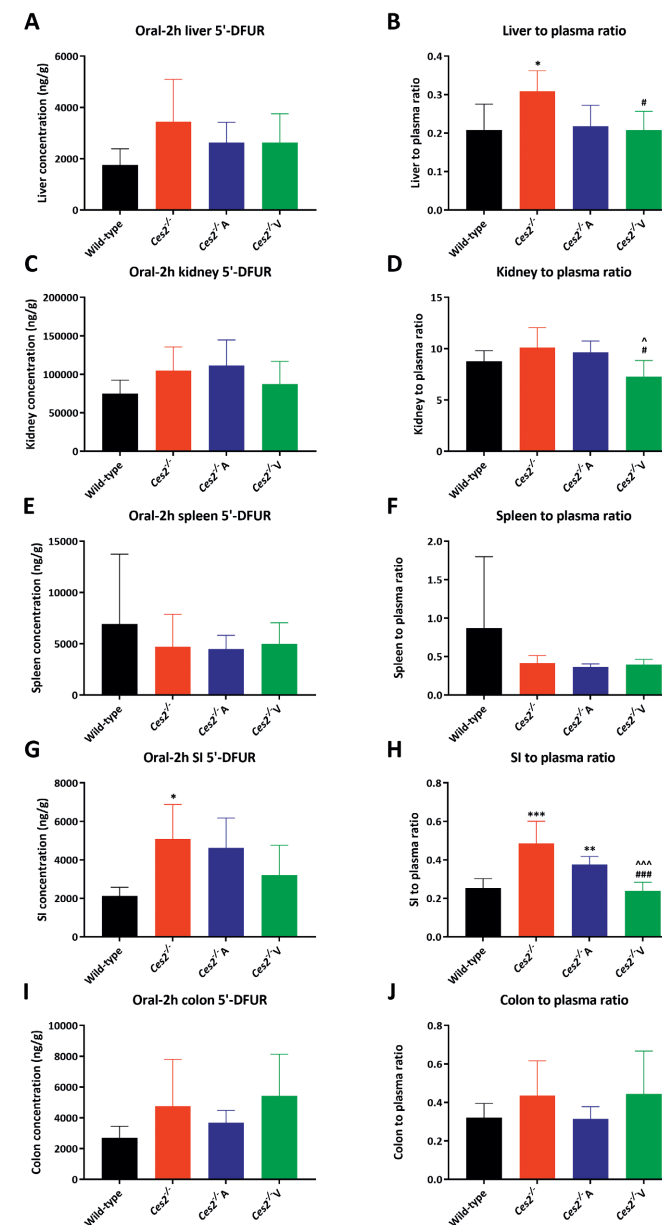 A
Oral-2h liver 5'-DFUR
Liver concentration (ng/g)
6000
4000
2000
0
Wild-type
Ces2-/-
Ces2-/-A
Ces2-/-V
B
Liver to plasma ratio
Liver to plasma ratio
0.4
0.3
0.2
0.1
0.0
*
#
Wild-type
Ces2-/-
Ces2-/-A
Ces2-/-V
C
Oral-2h kidney 5'-DFUR
Kidney concentration (ng/g)
200000
150000
100000
50000
0
Wild-type
Ces2-/-
Ces2-/-A
Ces2-/-V
D
Kidney to plasma ratio
Kidney to plasma ratio
15
10
5
0
^
#
Wild-type
Ces2-/-
Ces2-/-A
Ces2-/-V
E
Oral-2h spleen 5'-DFUR
Spleen concentration (ng/g)
15000
10000
5000
0
Wild-type
Ces2-/-
Ces2-/-A
Ces2-/-V
F
Spleen to plasma ratio
Spleen to plasma ratio
2.0
1.5
1.0
0.5
0.0
Wild-type
Ces2-/-
Ces2-/-A
Ces2-/-V
G
Oral-2h SI 5'-DFUR
SI concentration (ng/g)
8000
6000
4000
2000
0
*
Wild-type
Ces2-/-
Ces2-/-A
Ces2-/-V
H
SI to plasma ratio
SI to plasma ratio
0.8
0.6
0.4
0.2
0.0
***
**
^^^
###
Wild-type
Ces2-/-
Ces2-/-A
Ces2-/-V
I
Oral-2h colon 5'-DFUR
Colon concentration (ng/g)
10000
8000
6000
4000
2000
0
Wild-type
Ces2-/-
Ces2-/-A
Ces2-/-V
J
Colon to plasma ratio
Colon to plasma ratio
0.8
0.6
0.4
0.2
0.0
Wild-type
Ces2-/-
Ces2-/-A
Ces2-/-V